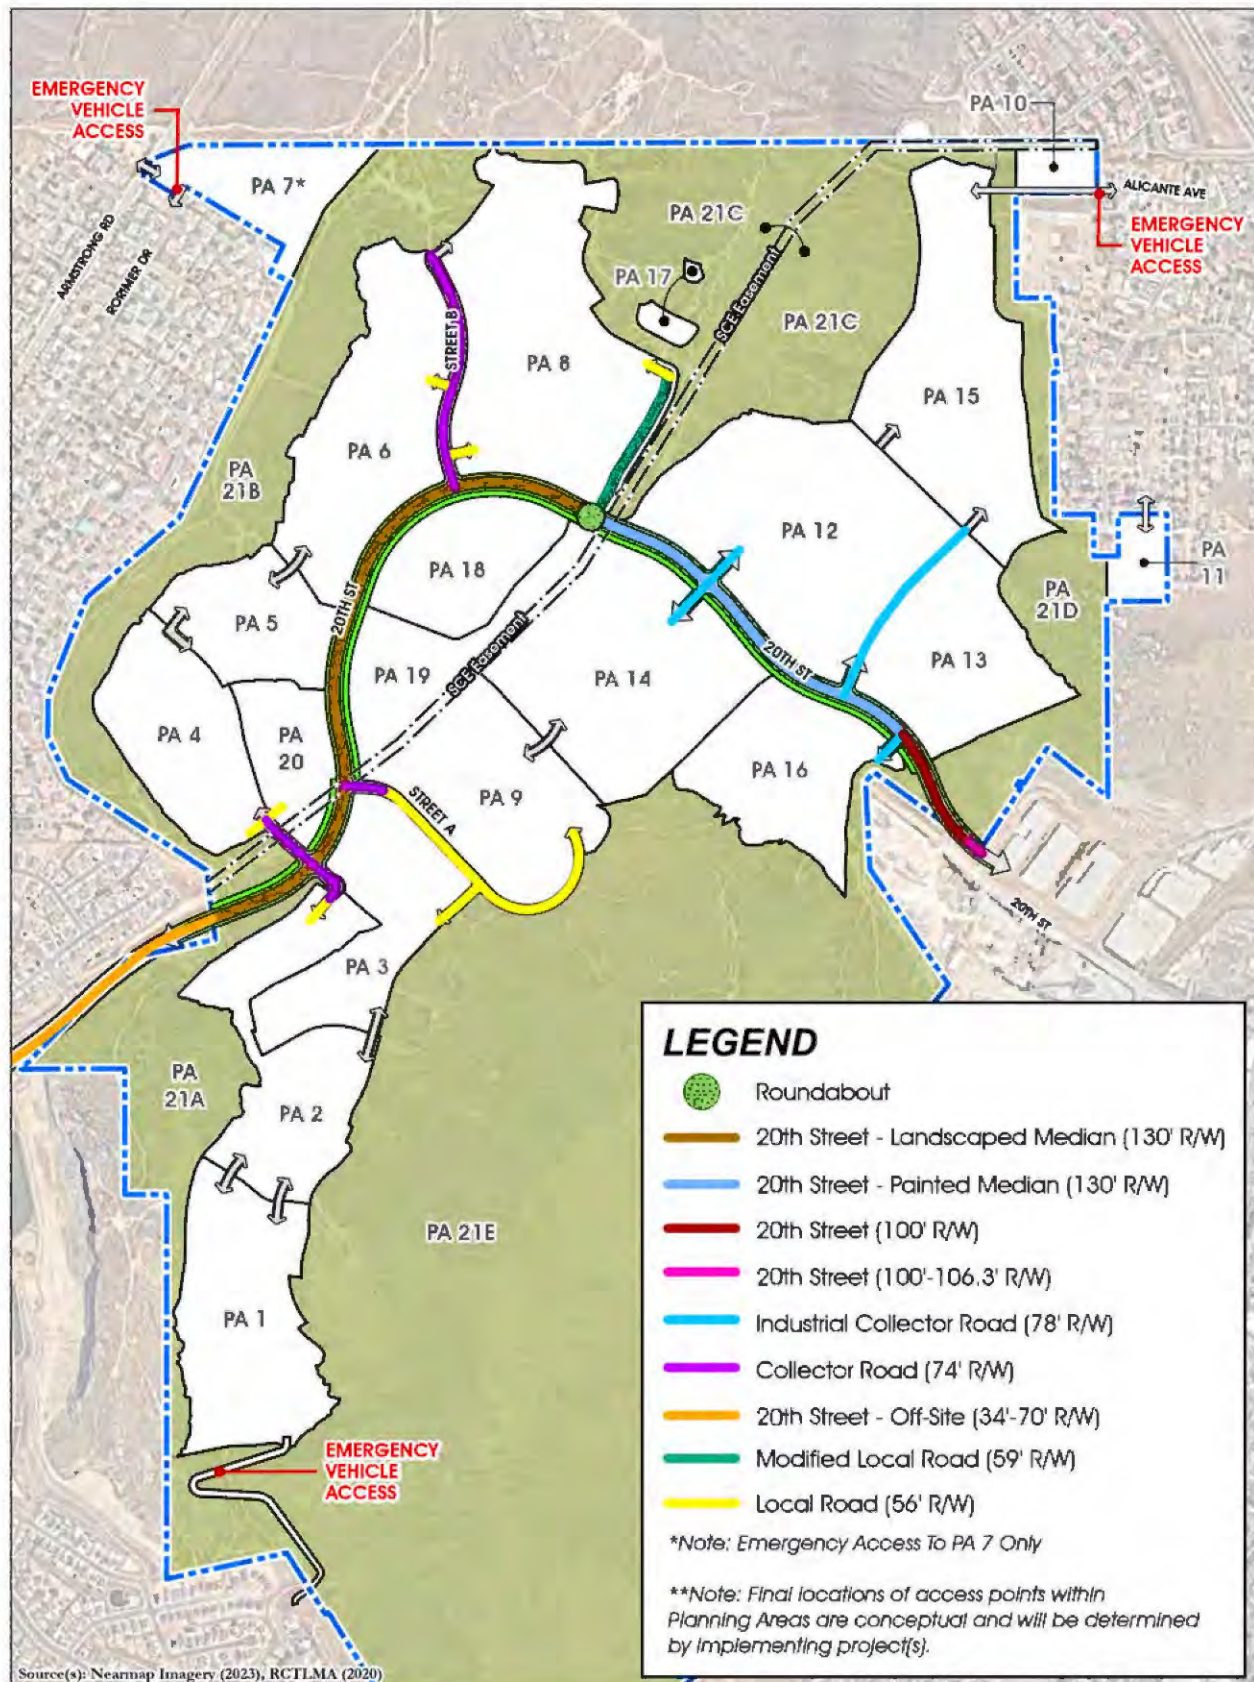 EMERGENCY
VEHICLE
ACCESS
PA 10
PA 7*
ALICANTE AVE
ARMSTRONG RD
RORIMER DR
PA 21C
EMERGENCY
VEHICLE
ACCESS
PA 17
SCE Easement
PA 21C
STREET B
PA 8
PA 15
PA 6
PA
21B
PA 12
PA
11
PA 18
PA
21D
20TH ST
PA 5
20TH ST
PA 13
PA 19
SCE Easement
PA 14
PA 4
PA
20
PA 16
PA 9
STREET A
20TH ST
PA 3
PA
21A
PA 2
PA 21E
PA 1
EMERGENCY
VEHICLE
ACCESS
LEGEND
Roundabout
20th Street - Landscaped Median (130' R/W)
20th Street - Painted Median (130' R/W)
20th Street (100' R/W)
20th Street (100'-106.3' R/W)
Industrial Collector Road (78' R/W)
Collector Road (74' R/W)
20th Street - Off-Site (34'-70' R/W)
Modified Local Road (59' R/W)
Local Road (56' R/W)
*Note: Emergency Access To PA 7 Only
**Note: Final locations of access points within
Planning Areas are conceptual and will be determined
by implementing project(s).
Source(s): Nearmap Imagery (2023), RCTLMA (2020)